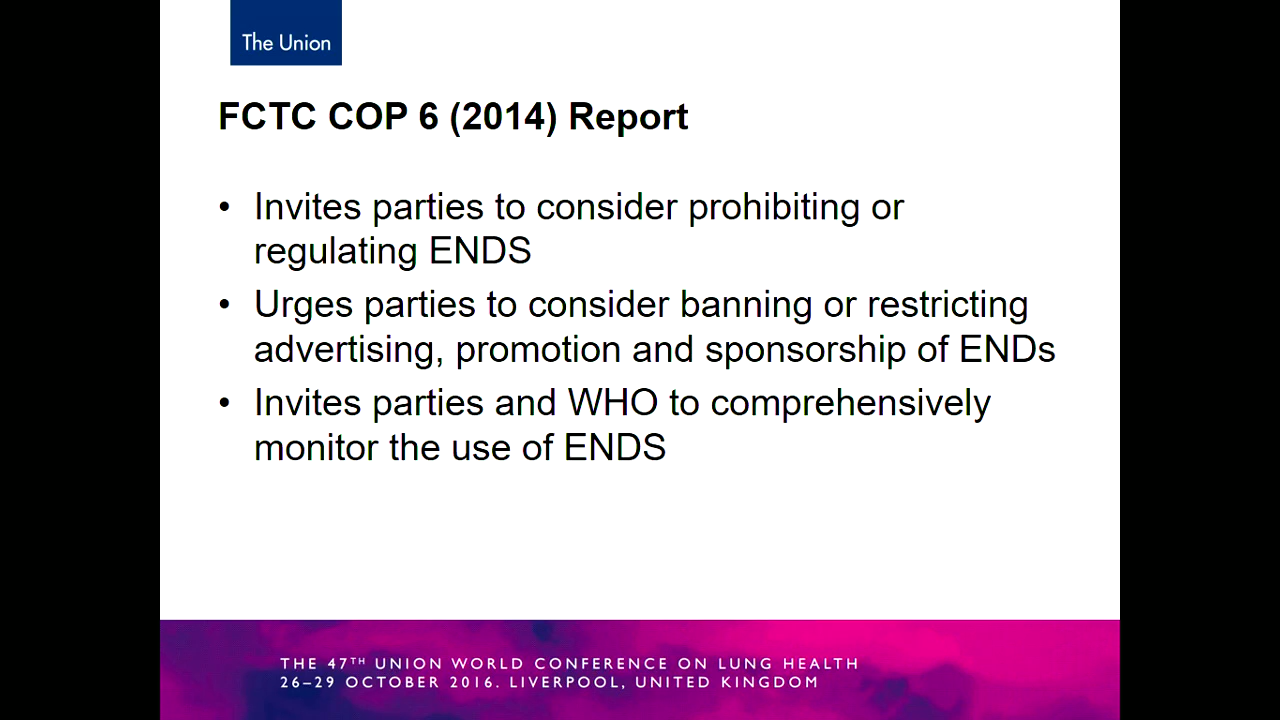 The Union
FCTC COP 6 (2014) Report
• Invites parties to consider prohibiting or
regulating ENDS
• Urges parties to consider banning or restricting
advertising, promotion and sponsorship of ENDs
• Invites parties and WHO to comprehensively
monitor the use of ENDS
THE 47TH UNION WORLD CONFERENCE ON LUNG HEALTH
26–29 OCTOBER 2016. LIVERPOOL, UNITED KINGDOM